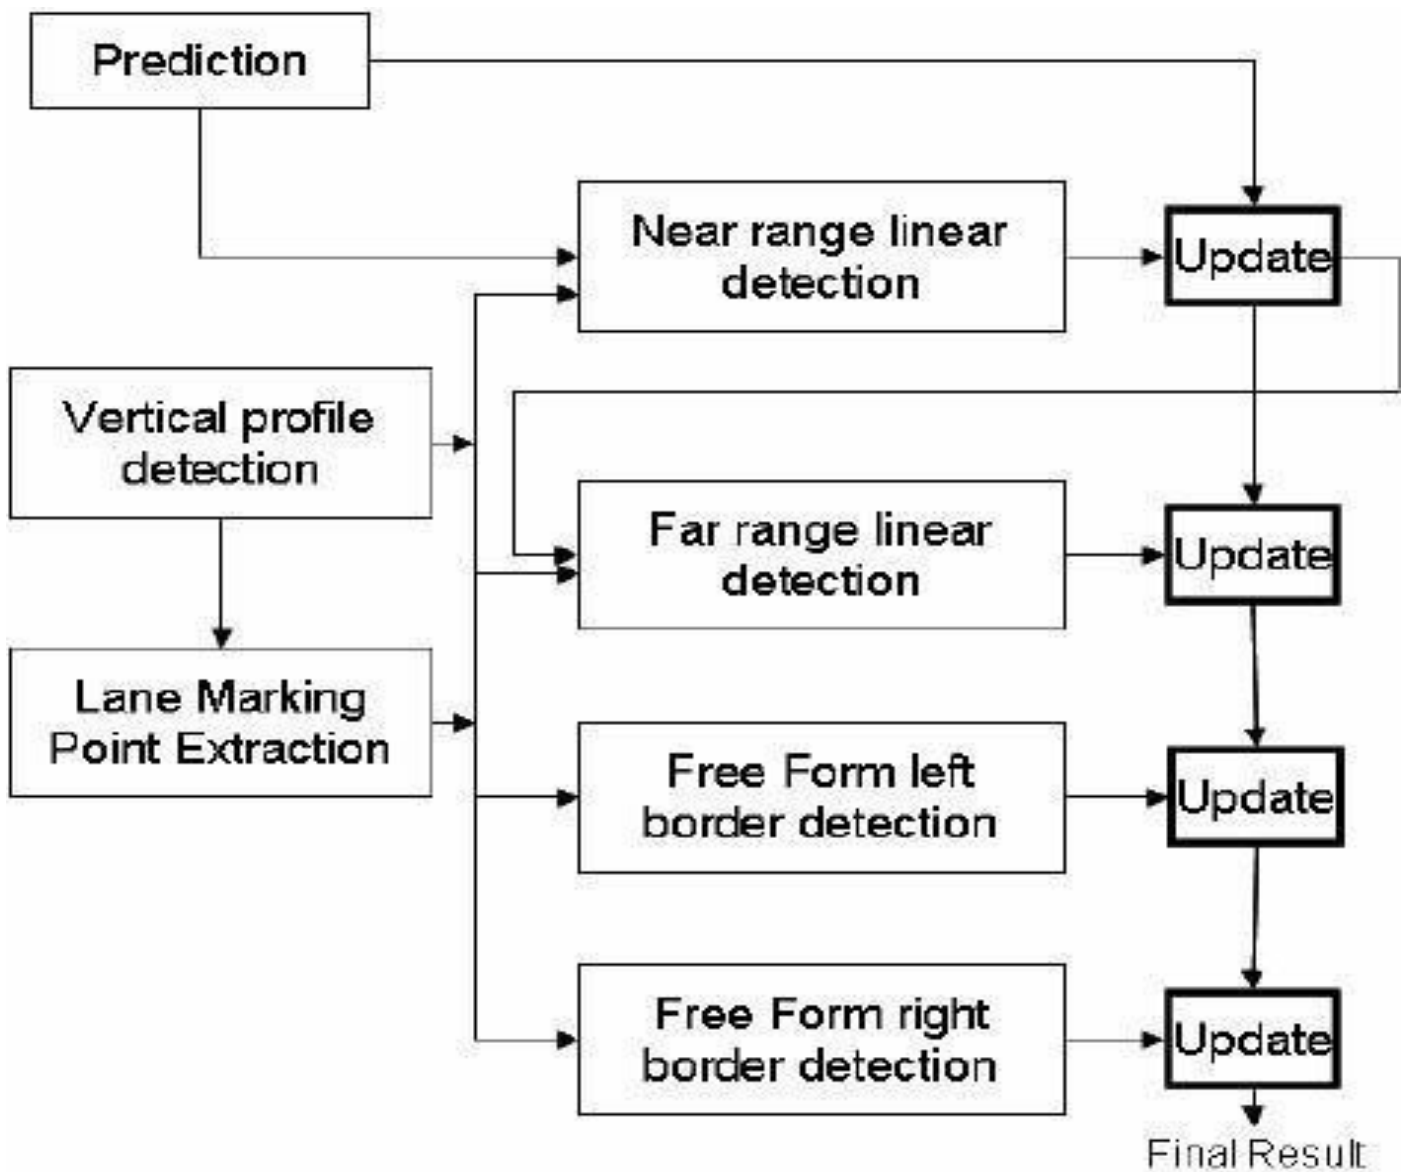 Prediction
Near range linear
detection
Update
Vertical profile
detection
Far range linear
detection
Update
Lane Marking
Point Extraction
Free Form left
border detection
Update
Free Form right
border detection
Update
Final Result